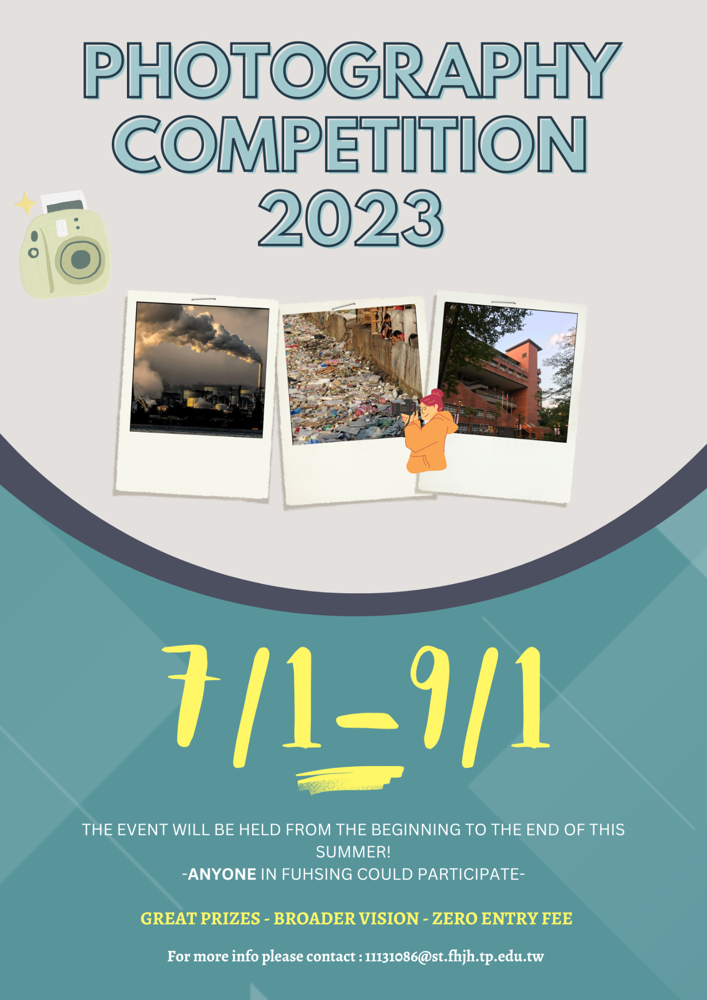 PHOTOGRAPHY
COMPETITION
2023
7/1-9/1
THE EVENT WILL BE HELD FROM THE BEGINNING TO THE END OF THIS
SUMMER!
-ANYONE IN FUHSING COULD PARTICIPATE-
GREAT PRIZES - BROADER VISION - ZERO ENTRY FEE
For more info please contact : 11131086@st.fhjh.tp.edu.tw